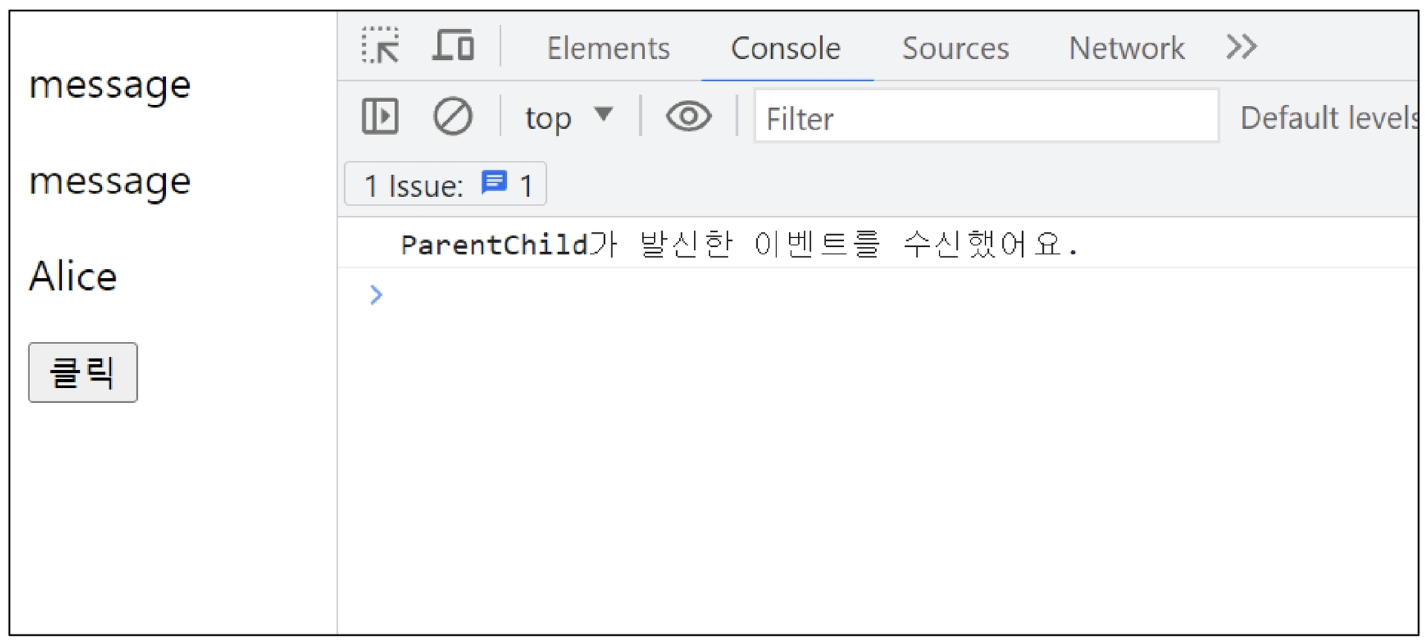 message
message
Alice
클릭
Elements Console Sources Network
top Filter Default levels
1 Issue: 1
ParentChild가 발신한 이벤트를 수신했어요.